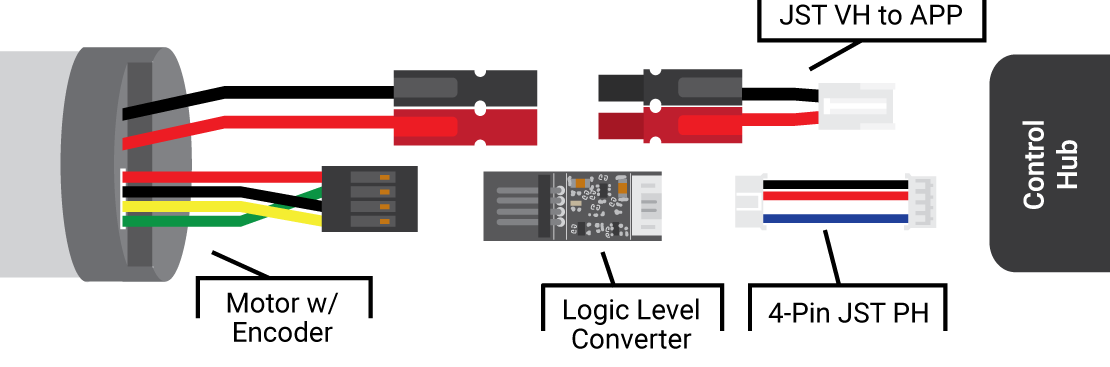 JST VH to APP
Control
Hub
Motor w/
Encoder
Logic Level
Converter
4-Pin JST PH